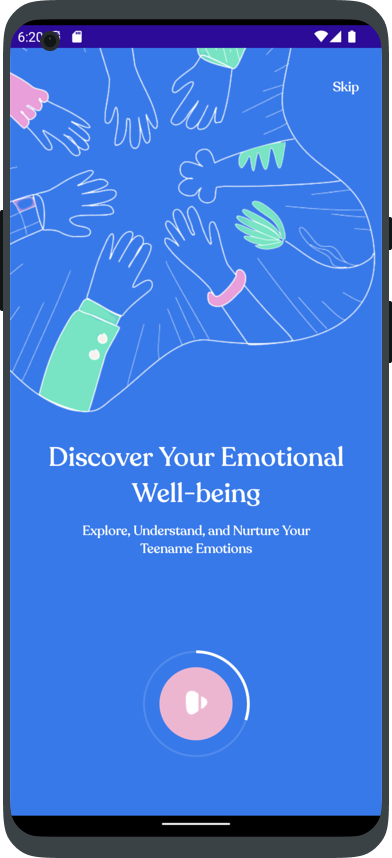 6:20
Skip
Discover Your Emotional
Well-being
Explore, Understand, and Nurture Your
Teename Emotions